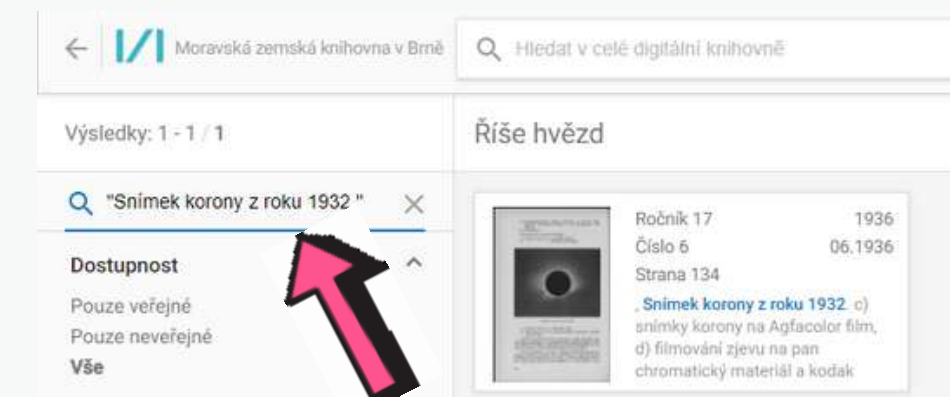 Moravská zemská knihovna v Brně
Hledat v celé digitální knihovně
Výsledky: 1 - 1 / 1
Říše hvězd
"Snímek korony z roku 1932 "
Dostupnost
Pouze veřejné
Pouze neveřejné
Vše
Ročník 17 1936
Číslo 6 06.1936
Strana 134
, Snímek korony z roku 1932. c)
snímky korony na Agfacolor film,
d) filmování zjevu na pan
chromatický materiál a kodak